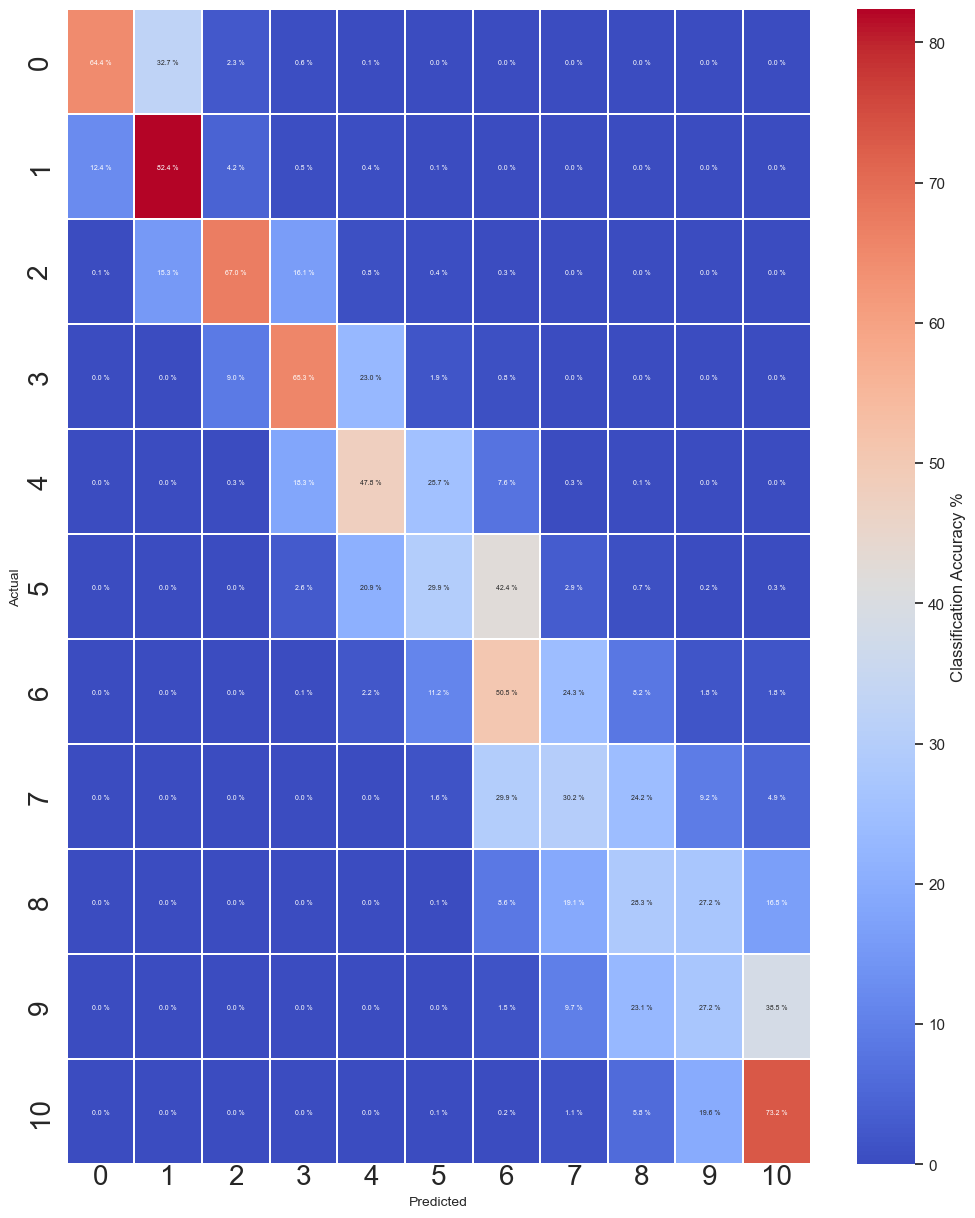 0 64.4 % 32.7 % 2.3 % 0.6 % 0.1 % 0.0 % 0.0 % 0.0 % 0.0 % 0.0 % 0.0 %
1 12.4 % 82.4 % 4.2 % 0.5 % 0.4 % 0.1 % 0.0 % 0.0 % 0.0 % 0.0 % 0.0 %
2 0.1 % 15.3 % 67.0 % 16.1 % 0.8 % 0.4 % 0.3 % 0.0 % 0.0 % 0.0 % 0.0 %
3 0.0 % 0.0 % 9.0 % 65.3 % 23.0 % 1.9 % 0.8 % 0.0 % 0.0 % 0.0 % 0.0 %
4 0.0 % 0.0 % 0.3 % 18.3 % 47.8 % 25.7 % 7.6 % 0.3 % 0.1 % 0.0 % 0.0 %
5 0.0 % 0.0 % 0.0 % 2.6 % 20.9 % 29.9 % 42.4 % 2.9 % 0.7 % 0.2 % 0.3 %
6 0.0 % 0.0 % 0.0 % 0.1 % 2.2 % 11.2 % 50.5 % 24.3 % 8.2 % 1.8 % 1.8 %
7 0.0 % 0.0 % 0.0 % 0.0 % 0.0 % 1.6 % 29.9 % 30.2 % 24.2 % 9.2 % 4.9 %
8 0.0 % 0.0 % 0.0 % 0.0 % 0.0 % 0.1 % 8.6 % 19.1 % 28.3 % 27.2 % 16.8 %
9 0.0 % 0.0 % 0.0 % 0.0 % 0.0 % 0.0 % 1.5 % 9.7 % 23.1 % 27.2 % 38.5 %
10 0.0 % 0.0 % 0.0 % 0.0 % 0.0 % 0.1 % 0.2 % 1.1 % 5.8 % 19.6 % 73.2 %
0 1 2 3 4 5 6 7 8 9 10
Predicted
Actual
80
70
60
50
40
30
20
10
0
Classification Accuracy %